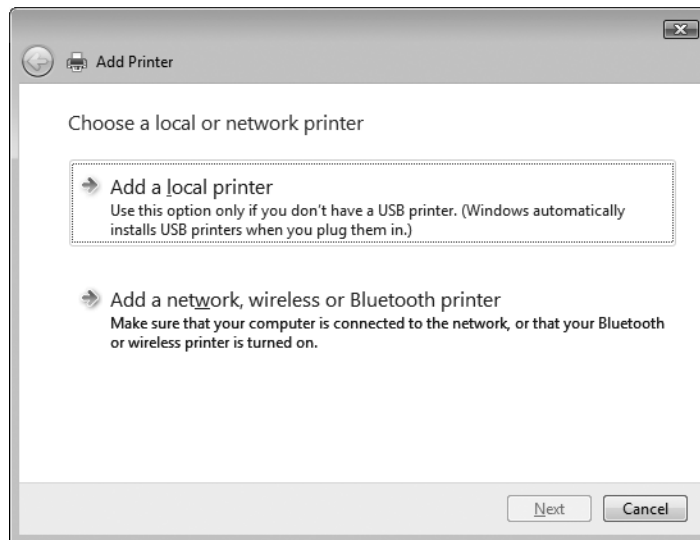 Add Printer
Choose a local or network printer
Add a local printer
Use this option only if you don't have a USB printer. (Windows automatically
installs USB printers when you plug them in.)
Add a network, wireless or Bluetooth printer
Make sure that your computer is connected to the network, or that your Bluetooth
or wireless printer is turned on.
Next
Cancel